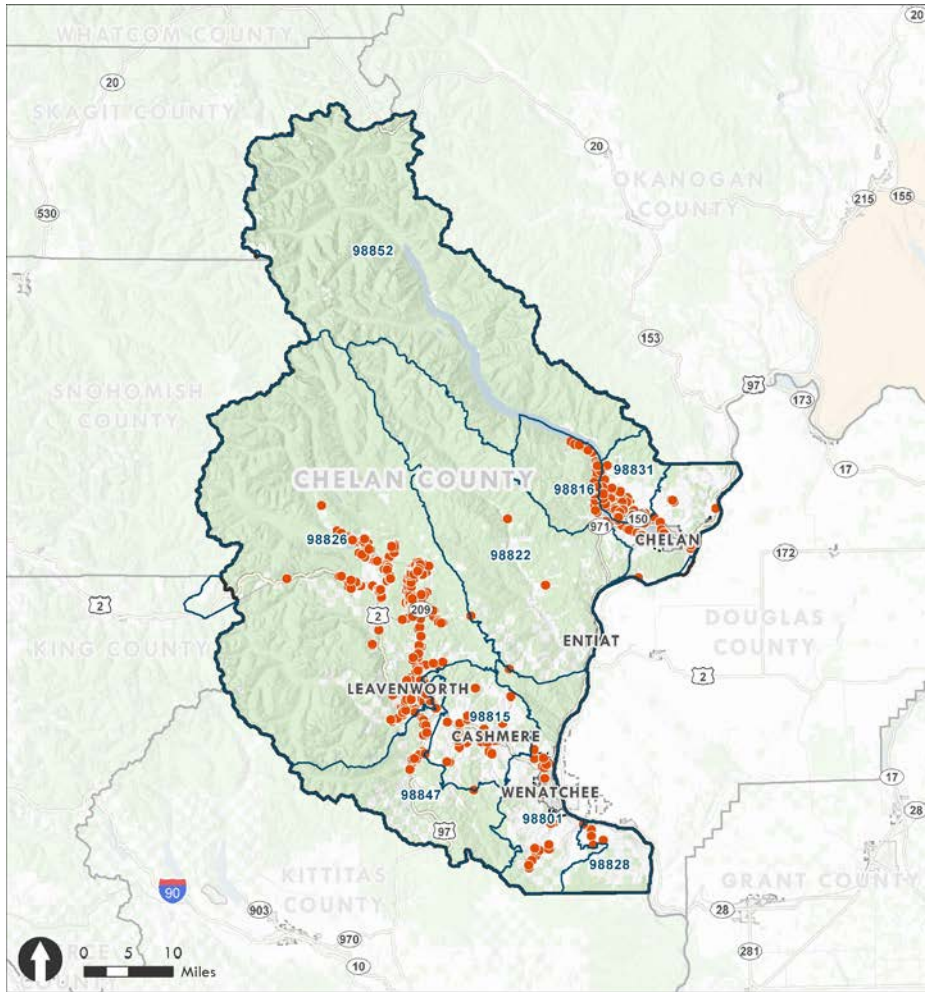 20
WHATCOM COUNTY
20
SKAGIT COUNTY
20
OKANOGAN
COUNTY
215
155
530
98852
153
97
173
SNOHOMISH
COUNTY
17
98831
CHELAN COUNTY
98816
150
971
CHELAN
98826
98822
172
2
209
2
DOUGLAS
COUNTY
KING COUNTY
ENTIAT
2
LEAVENWORTH
98815
CASHMERE
17
WENATCHEE
98847
28
98801
97
98828
KITTITAS
COUNTY
GRANT COUNTY
90
28
903
281
970
10
0 5 10
Miles
COUNTY